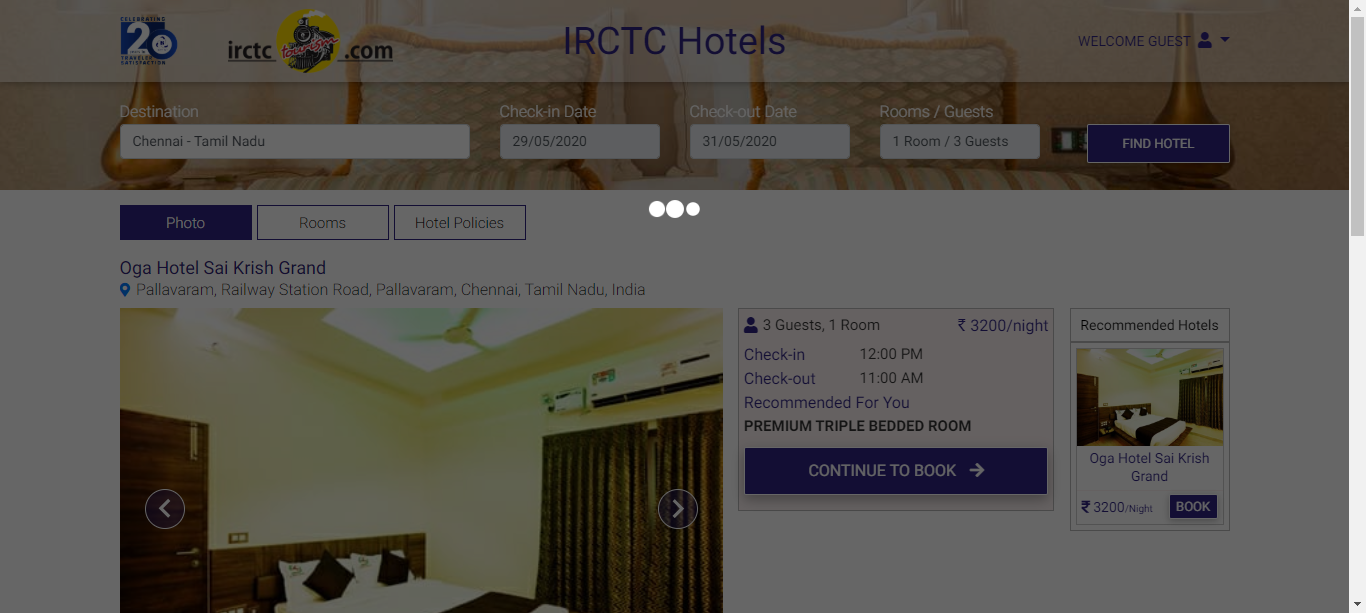 CELEBRATING
20
TRAVELER
SATISFACTION
irctc tourism .com
IRCTC Hotels
WELCOME GUEST
Destination
Check-in Date
Check-out Date
Rooms / Guests
Chennai - Tamil Nadu
29/05/2020
31/05/2020
1 Room / 3 Guests
FIND HOTEL
Photo
Rooms
Hotel Policies
Oga Hotel Sai Krish Grand
Pallavaram, Railway Station Road, Pallavaram, Chennai, Tamil Nadu, India
3 Guests, 1 Room
₹ 3200/night
Check-in
12:00 PM
Check-out
11:00 AM
Recommended For You
PREMIUM TRIPLE BEDDED ROOM
CONTINUE TO BOOK
Recommended Hotels
Oga Hotel Sai Krish
Grand
₹ 3200/Night
BOOK